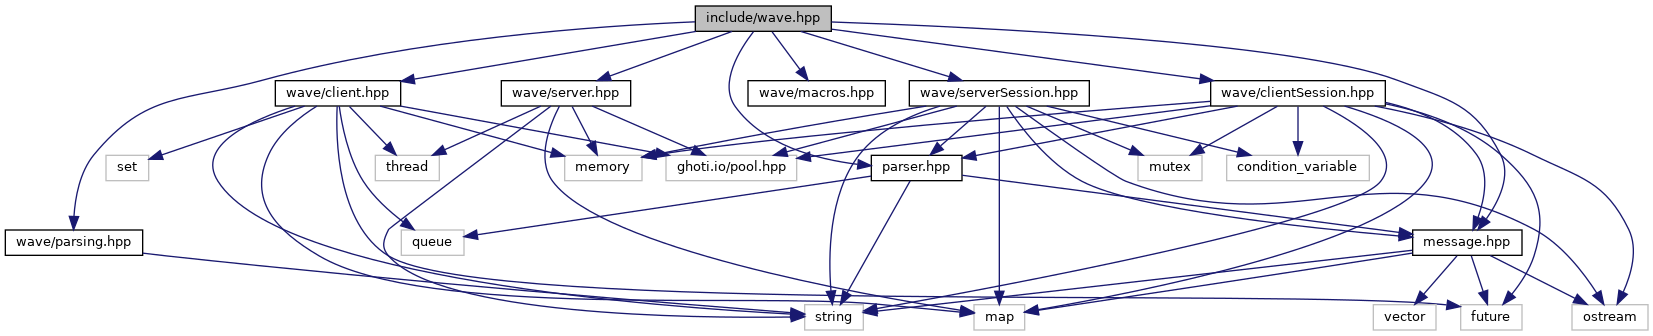 include/wave.hpp
wave/client.hpp
wave/server.hpp
wave/macros.hpp
wave/serverSession.hpp
wave/clientSession.hpp
set
thread
memory
ghoti.io/pool.hpp
parser.hpp
mutex
condition_variable
wave/parsing.hpp
queue
message.hpp
string
map
vector
future
ostream